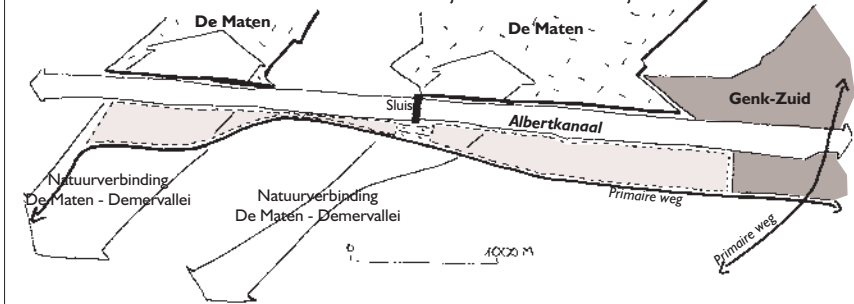 De Maten
De Maten
Genk-Zuid
Sluis
Albertkanaal
Natuurverbinding
De Maten - Demervallei
Natuurverbinding
De Maten - Demervallei
Primaire weg
Primaire weg
0 1000 M